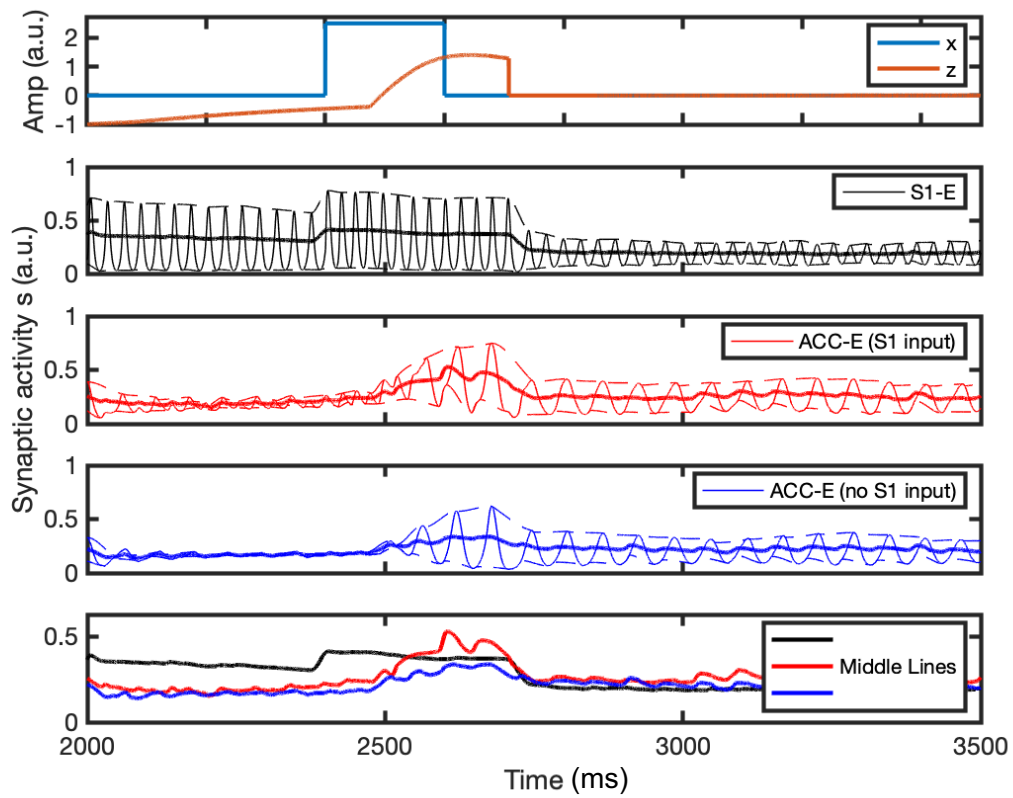 Amp (a.u.)
2
1
0
-1
x
z
Synaptic activity s (a.u.)
1
0.5
0
S1-E
1
0.5
0
ACC-E (S1 input)
1
0.5
0
ACC-E (no S1 input)
0.5
0
Middle Lines
2000 2500 3000 3500
Time (ms)